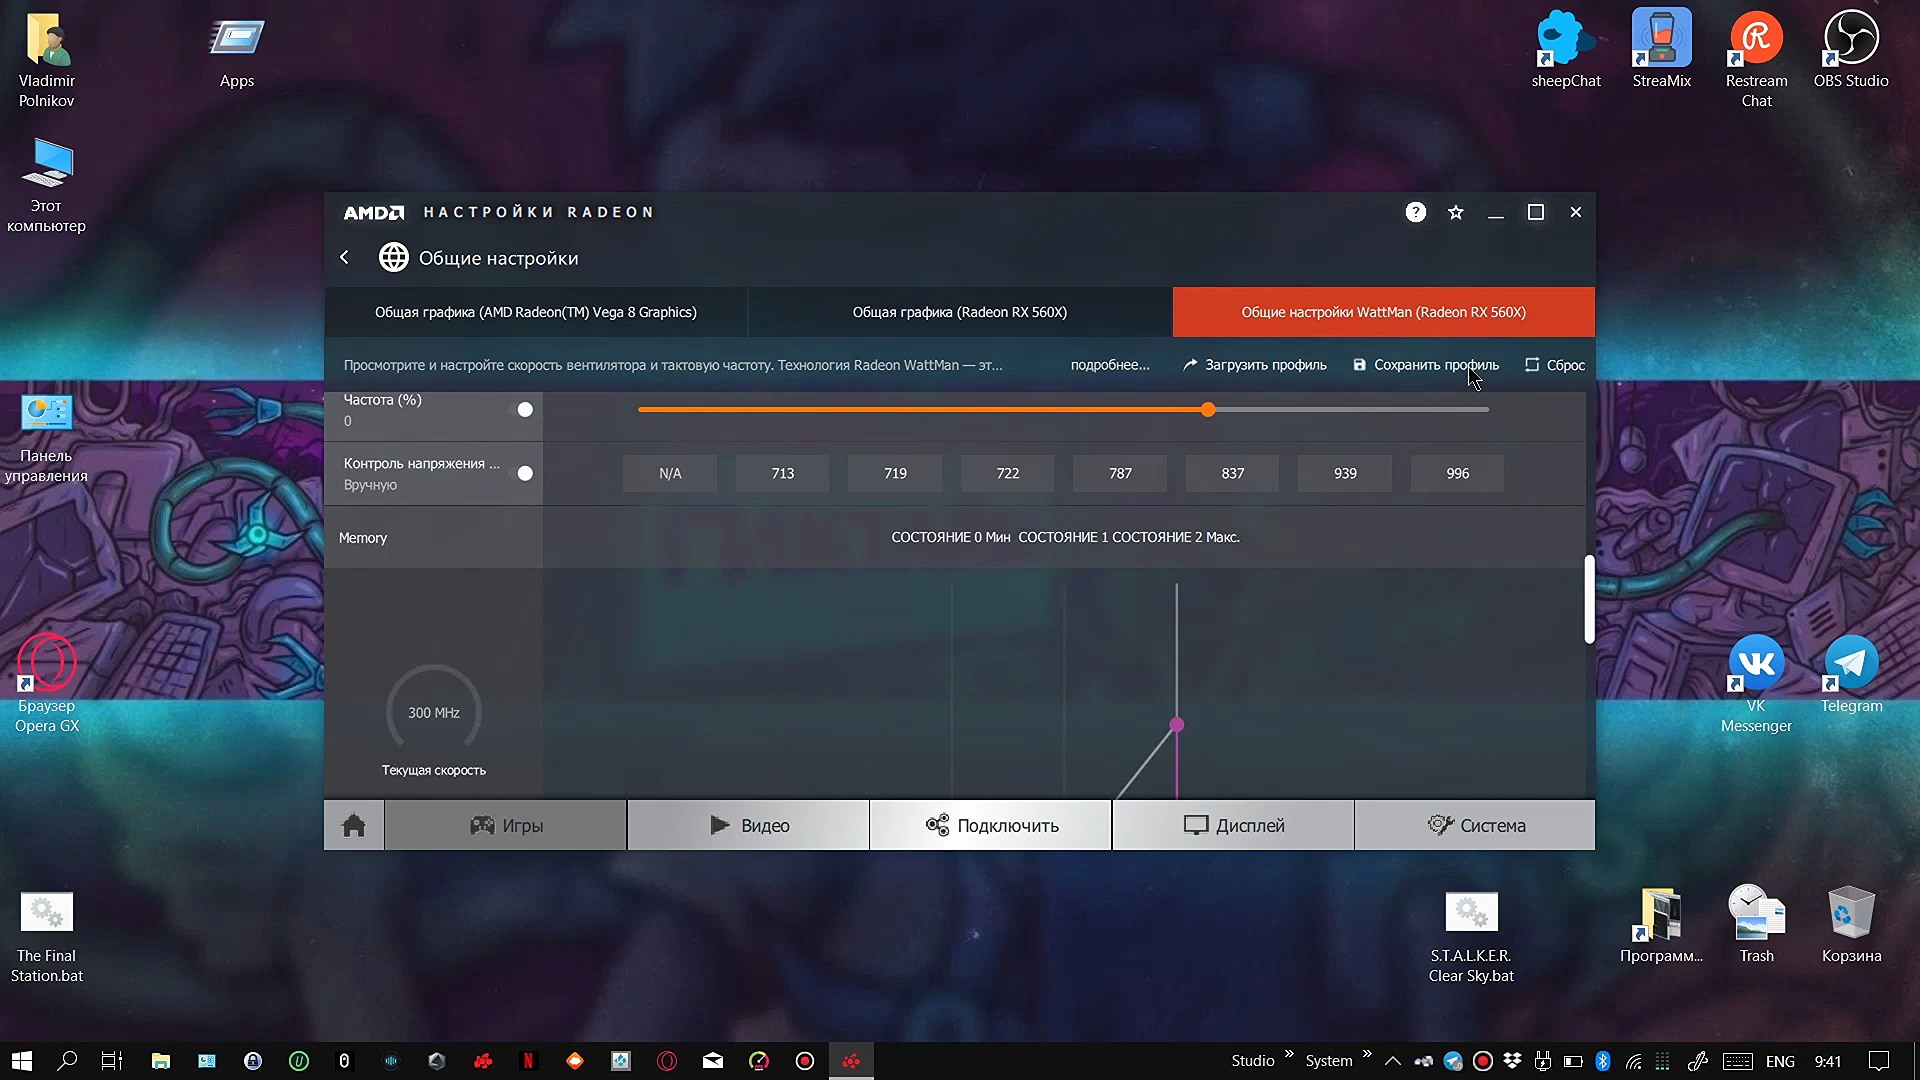 Vladimir
Polnikov
Apps
sheepChat
StreaMix
Restream
Chat
OBS Studio
Этот
компьютер
AMD НАСТРОЙКИ RADEON
?
Общие настройки
Общая графика (AMD Radeon(TM) Vega 8 Graphics)
Общая графика (Radeon RX 560X)
Общие настройки WattMan (Radeon RX 560X)
Просмотрите и настройте скорость вентилятора и тактовую частоту. Технология Radeon WattMan — эт...
подробнее...
Загрузить профиль
Сохранить профиль
Сброс
Частота (%)
0
Контроль напряжения ...
Вручную
N/A 713 719 722 787 837 939 996
Memory
СОСТОЯНИЕ 0 Мин СОСТОЯНИЕ 1 СОСТОЯНИЕ 2 Макс.
300 MHz
Текущая скорость
Игры
Видео
Подключить
Дисплей
Система
Панель
управления
Браузер
Opera GX
VK
Messenger
Telegram
The Final
Station.bat
S.T.A.L.K.E.R.
Clear Sky.bat
Программ...
Trash
Корзина
Studio » System » ENG 9:41